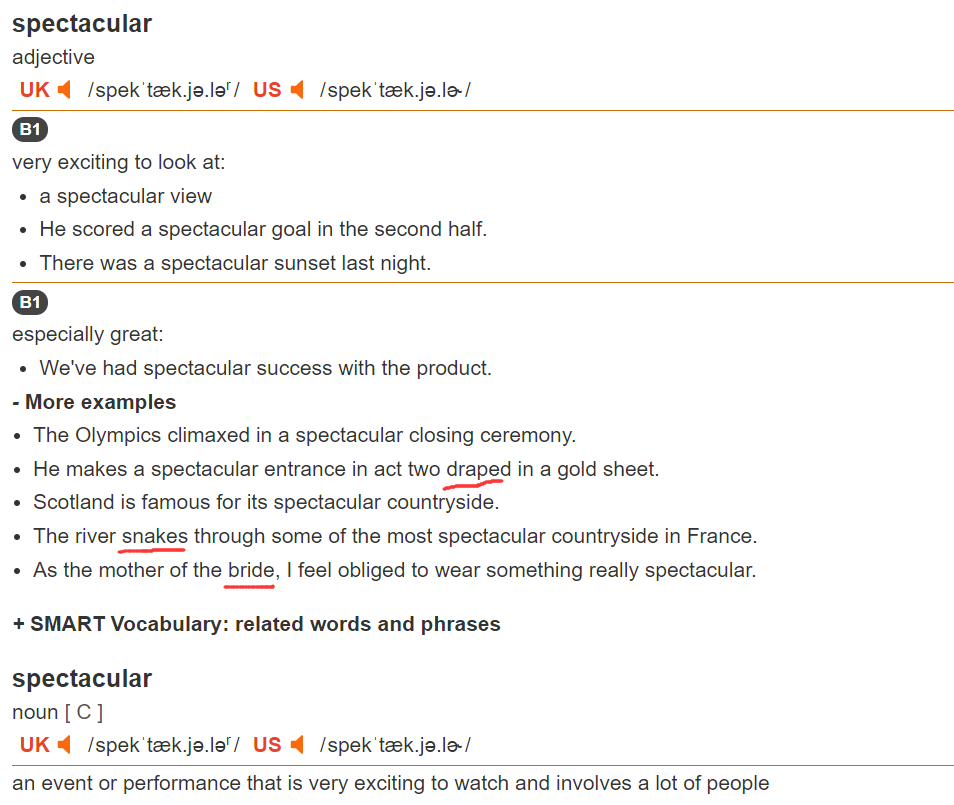 spectacular
adjective
UK /spekˈtæk.jə.lər/ US /spekˈtæk.jə.lɚ/
B1
very exciting to look at:
• a spectacular view
• He scored a spectacular goal in the second half.
• There was a spectacular sunset last night.
B1
especially great:
• We've had spectacular success with the product.
- More examples
• The Olympics climaxed in a spectacular closing ceremony.
• He makes a spectacular entrance in act two draped in a gold sheet.
• Scotland is famous for its spectacular countryside.
• The river snakes through some of the most spectacular countryside in France.
• As the mother of the bride, I feel obliged to wear something really spectacular.
+ SMART Vocabulary: related words and phrases
spectacular
noun [ C ]
UK /spekˈtæk.jə.lər/ US /spekˈtæk.jə.lɚ/
an event or performance that is very exciting to watch and involves a lot of people